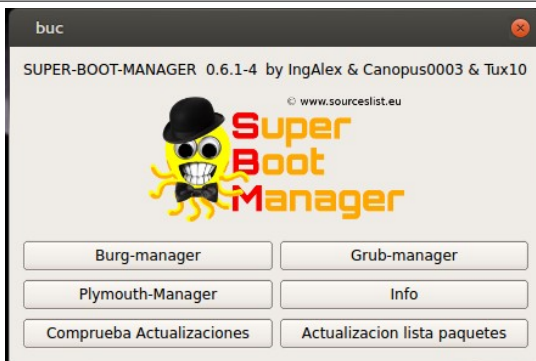 buc
SUPER-BOOT-MANAGER 0.6.1-4 by IngAlex & Canopus0003 & Tux10
© www.sourceslist.eu
Super
Boot
Manager
Burg-manager
Grub-manager
Plymouth-Manager
Info
Comprueba Actualizaciones
Actualizacion lista paquetes